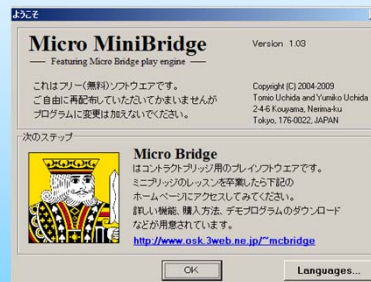 ようこそ
Micro MiniBridge
Featuring Micro Bridge play engine
Version 1.03
これはフリー(無料)ソフトウエアです。
ご自由に再配布していただいてかまいませんが
プログラムに変更は加えないでください。
Copyright (C) 2004-2009
Tomio Uchida and Yumiko Uchida
2-4-6 Kouyama, Nerima-ku
Tokyo, 176-0022, JAPAN
次のステップ
Micro Bridge
はコントラクトブリッジ用のプレイソフトウエアです。
ミニブリッジのレッスンを卒業したら下記の
ホームページにアクセスしてみてください。
詳しい機能、購入方法、デモプログラムのダウンロード
などが用意されています。
http://www.osk.3web.ne.jp/~mcbridge
OK
Languages...